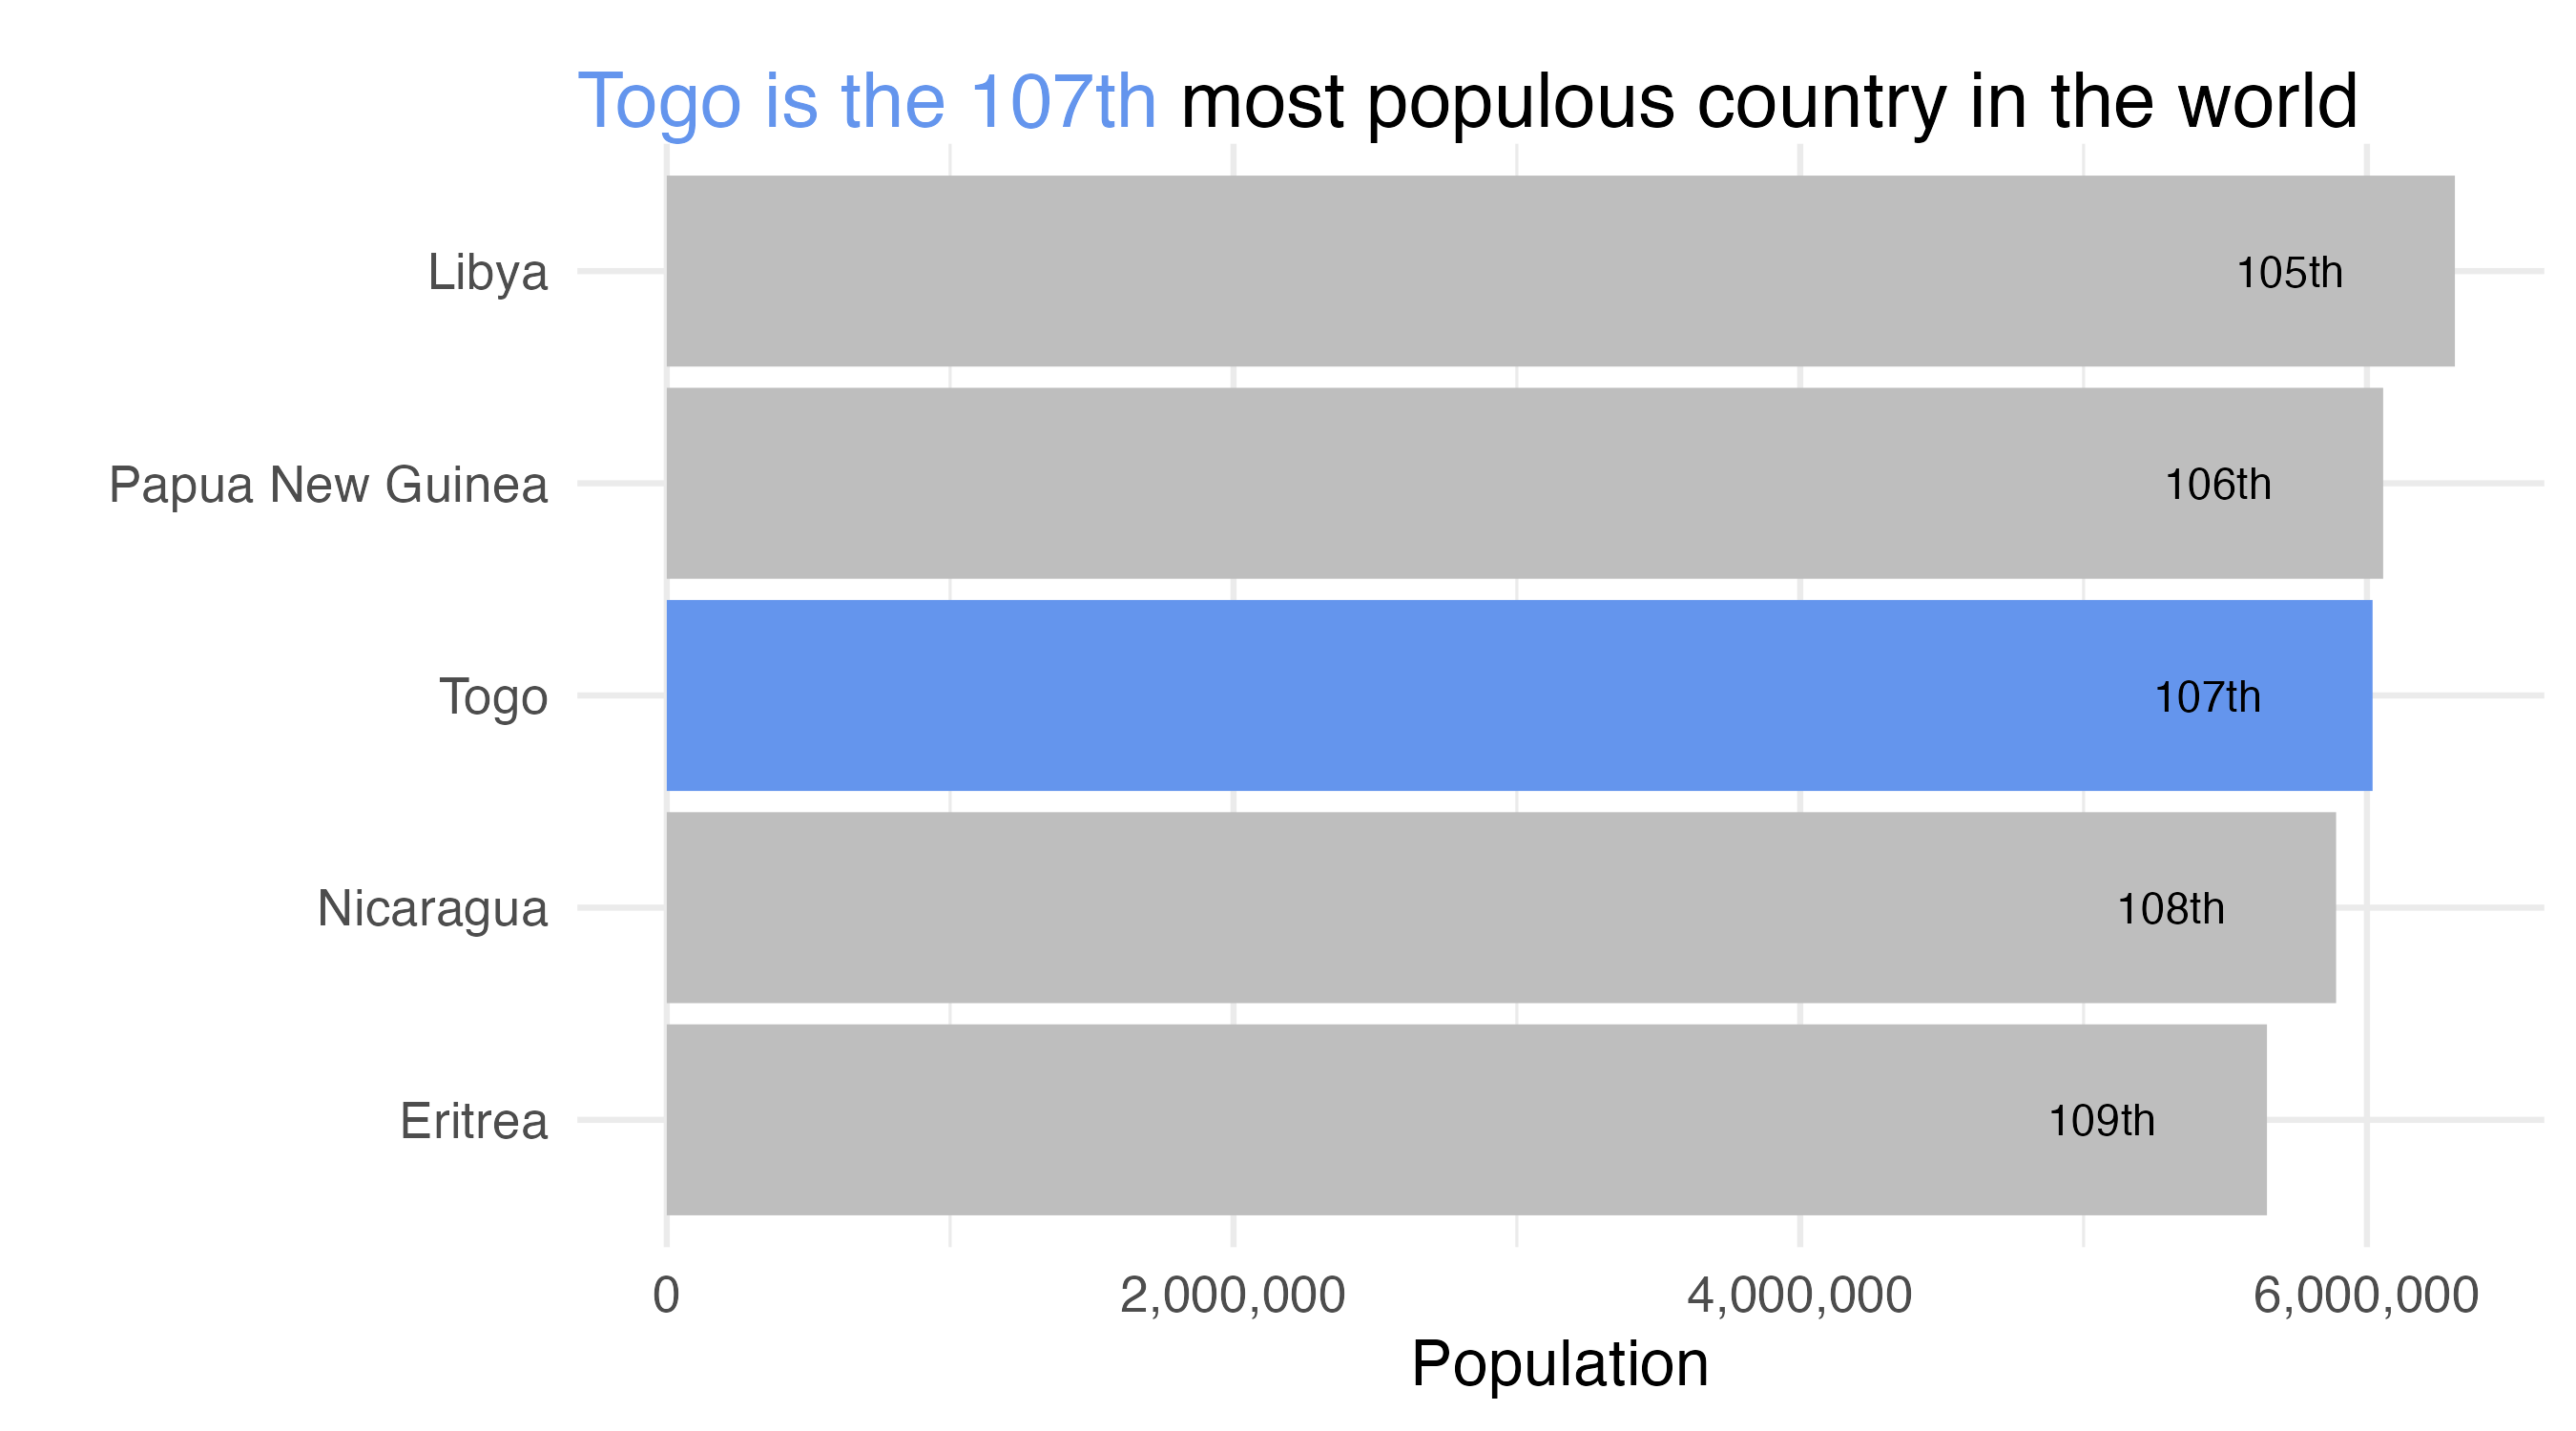 Togo is the 107th most populous country in the world
Libya
105th
Papua New Guinea
106th
Togo
107th
Nicaragua
108th
Eritrea
109th
0 2,000,000 4,000,000 6,000,000
Population